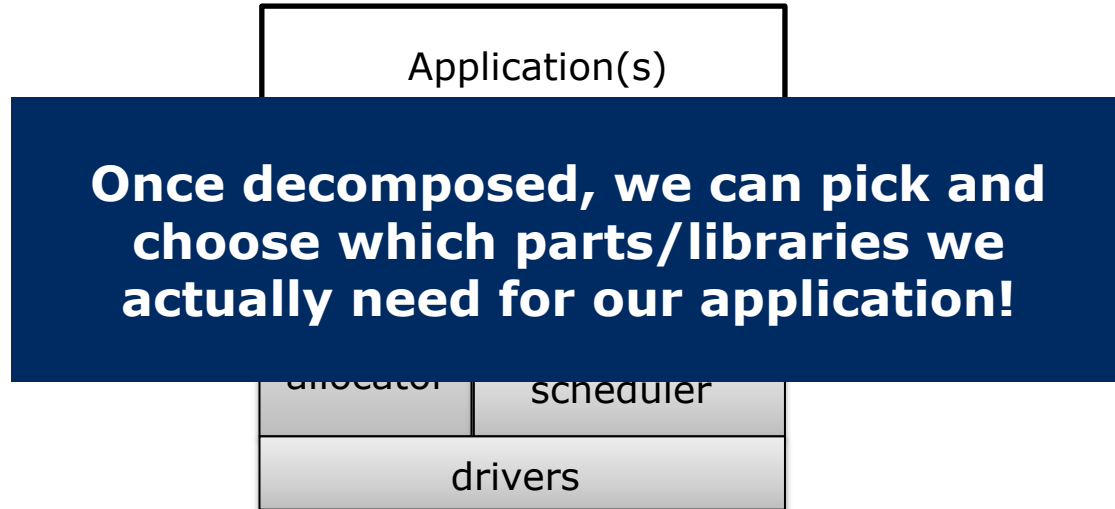 Application(s)
Once decomposed, we can pick and
choose which parts/libraries we
actually need for our application!
allocator scheduler
drivers